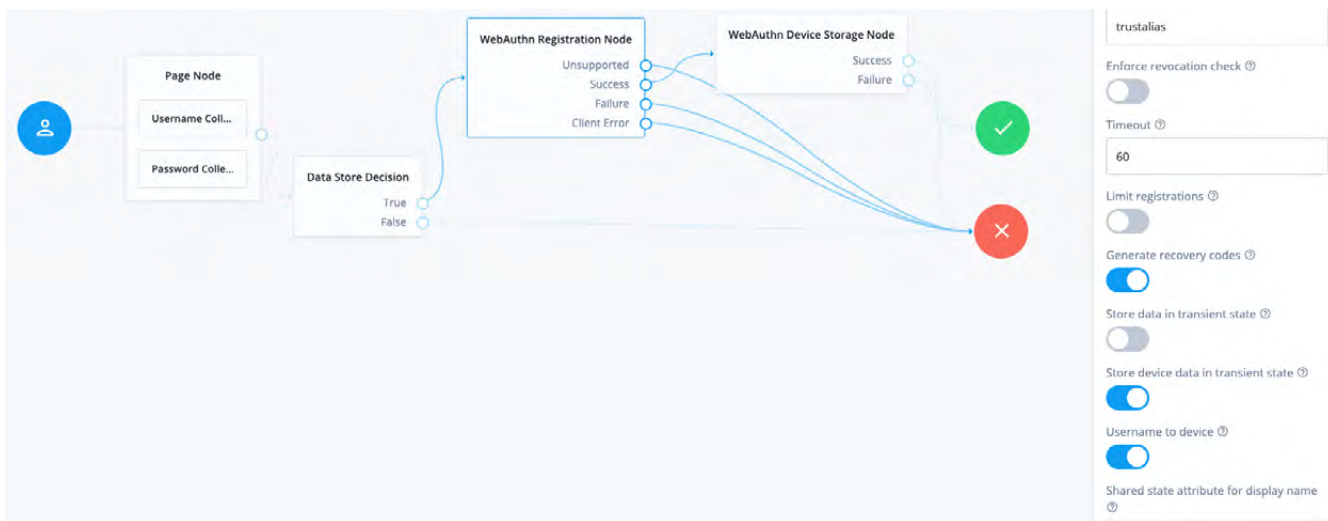 Page Node
Username Coll...
Password Colle...
Data Store Decision
True
False
WebAuthn Registration Node
Unsupported
Success
Failure
Client Error
WebAuthn Device Storage Node
Success
Failure
trustalias
Enforce revocation check
Timeout
60
Limit registrations
Generate recovery codes
Store data in transient state
Store device data in transient state
Username to device
Shared state attribute for display name